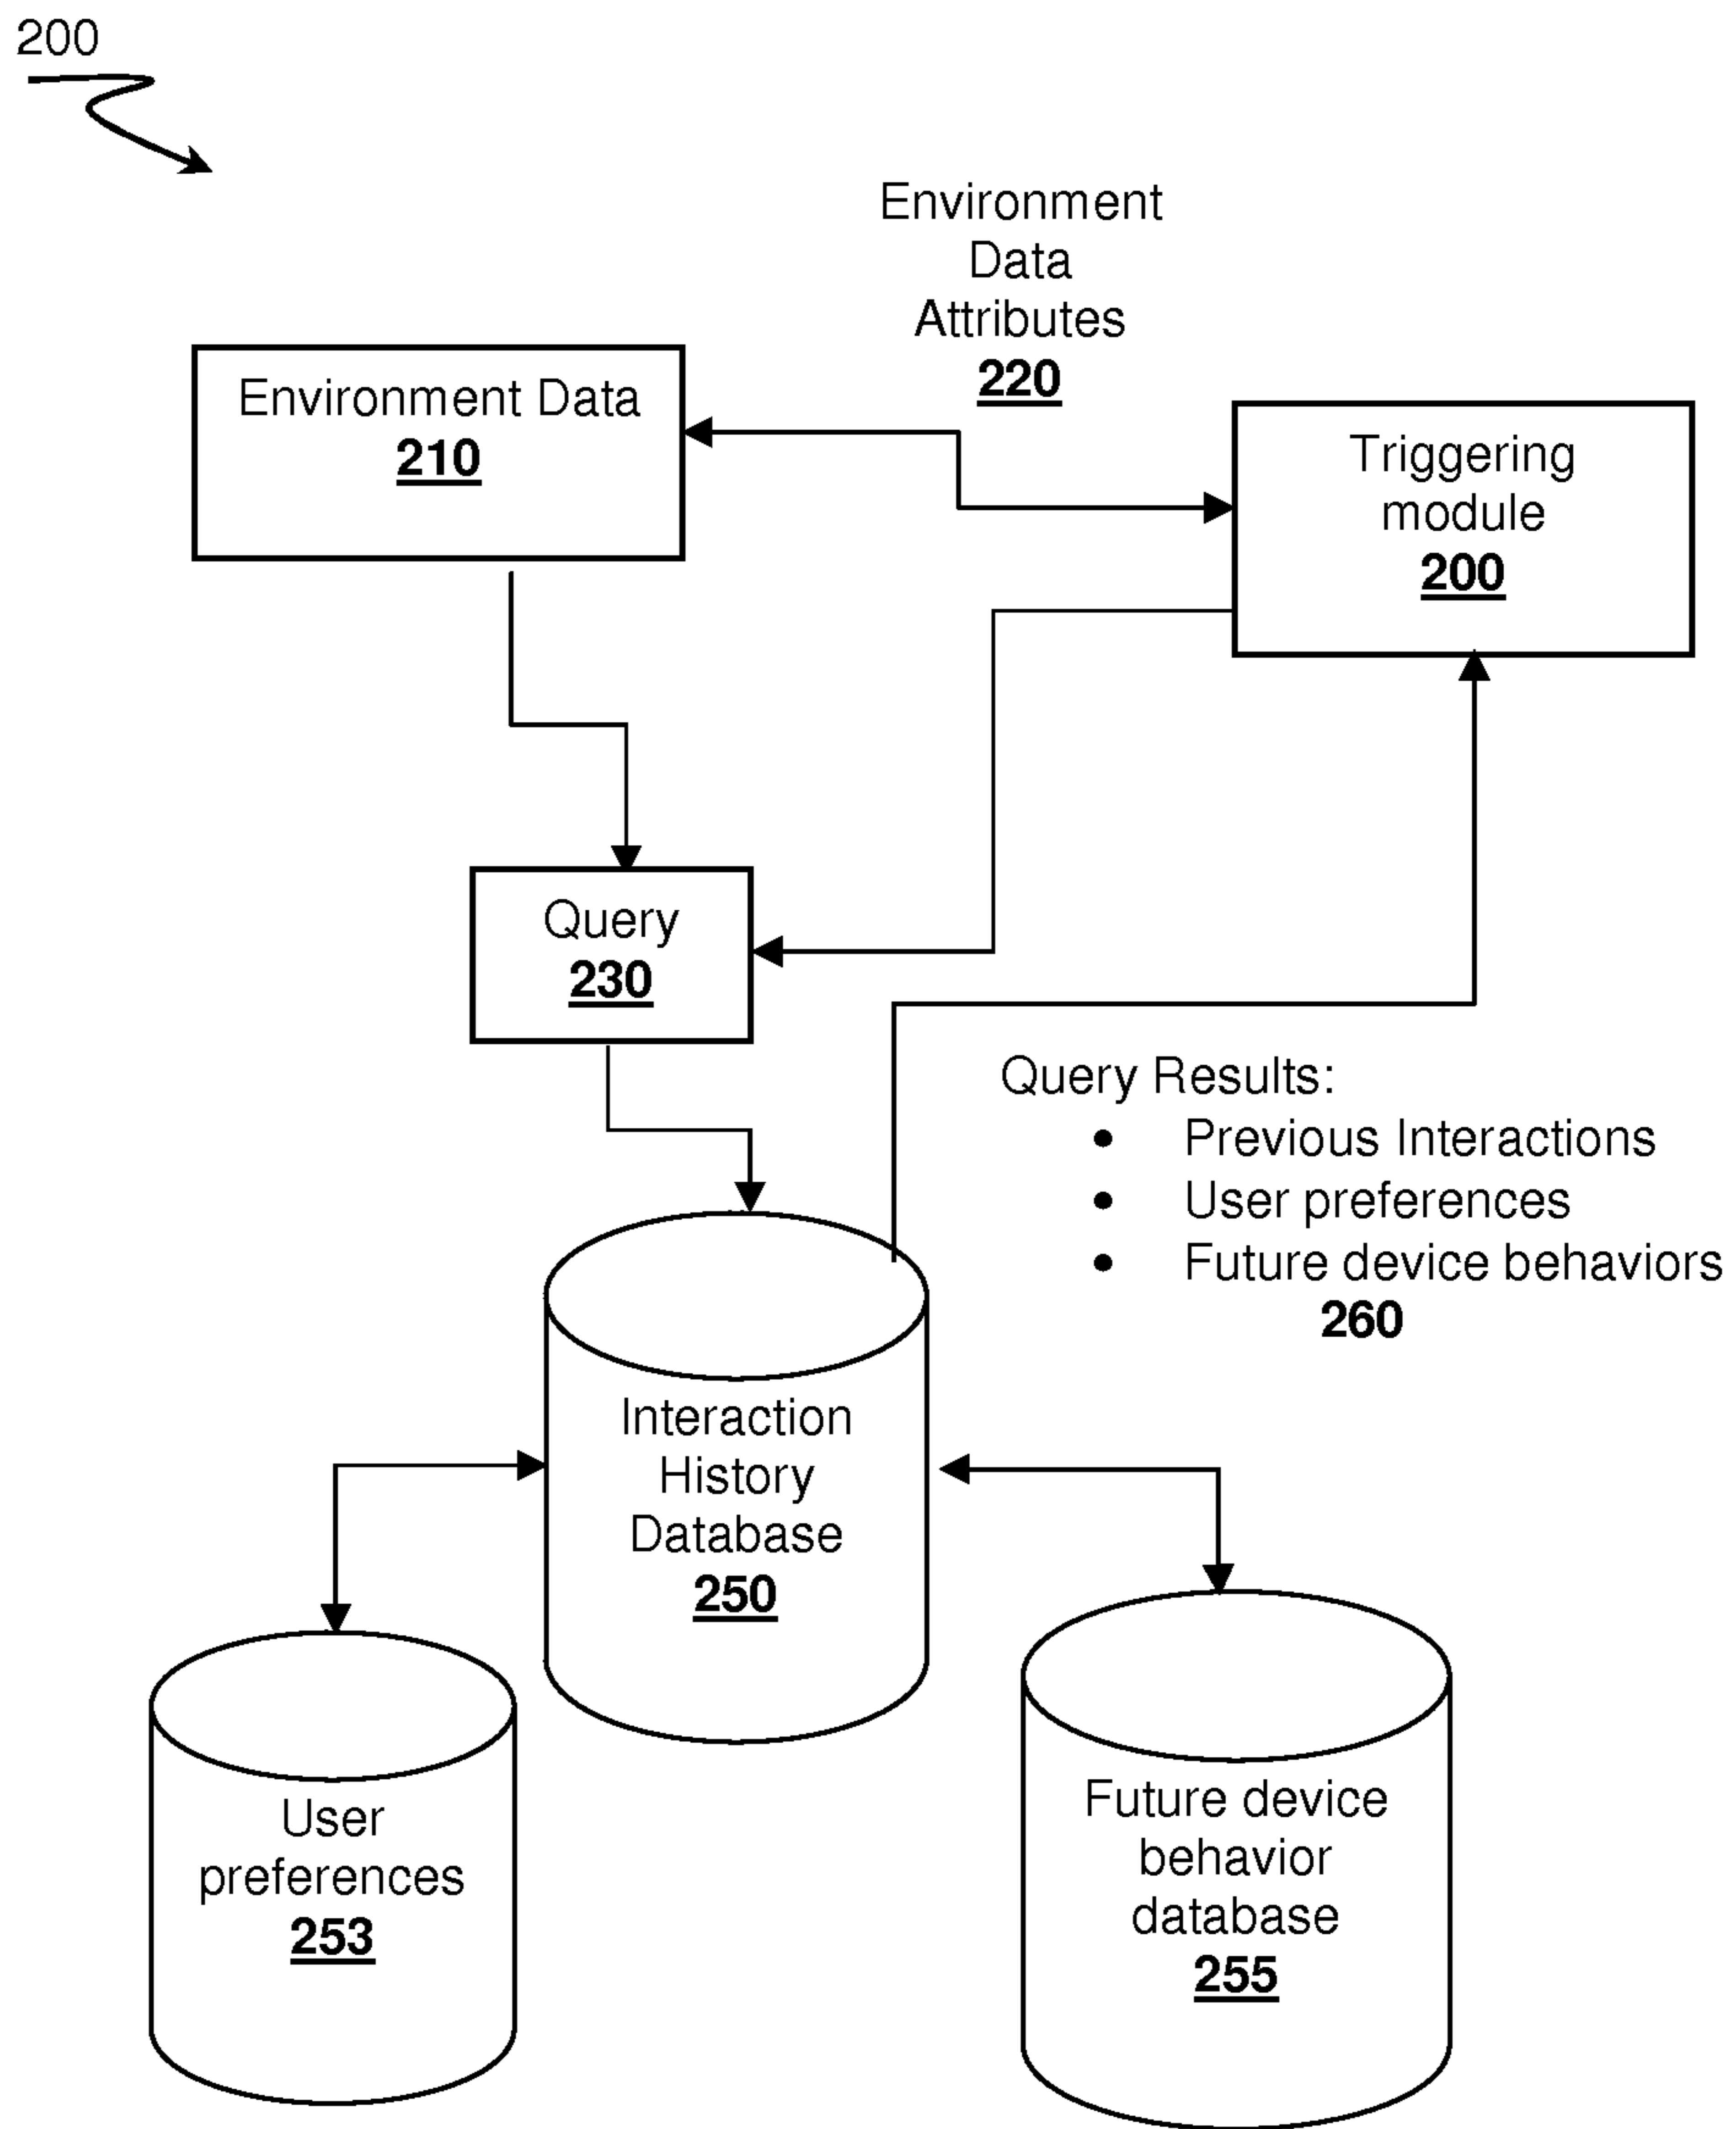 200
Environment
Data
Attributes
220
Environment Data
210
Triggering
module
200
Query
230
Query Results:
• Previous Interactions
• User preferences
• Future device behaviors
260
Interaction
History
Database
250
User
preferences
253
Future device
behavior
database
255